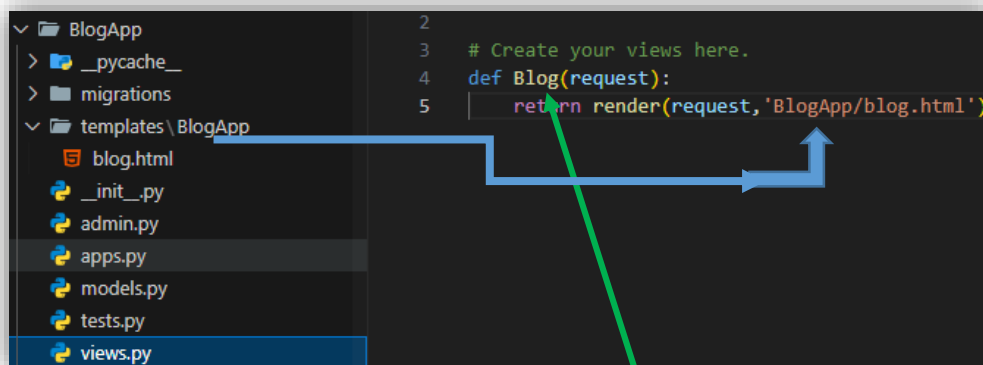 BlogApp
__pycache__
migrations
templates\BlogApp
blog.html
__init__.py
admin.py
apps.py
models.py
tests.py
views.py
2
3 # Create your views here.
4 def Blog(request):
5 return render(request,'BlogApp/blog.html')